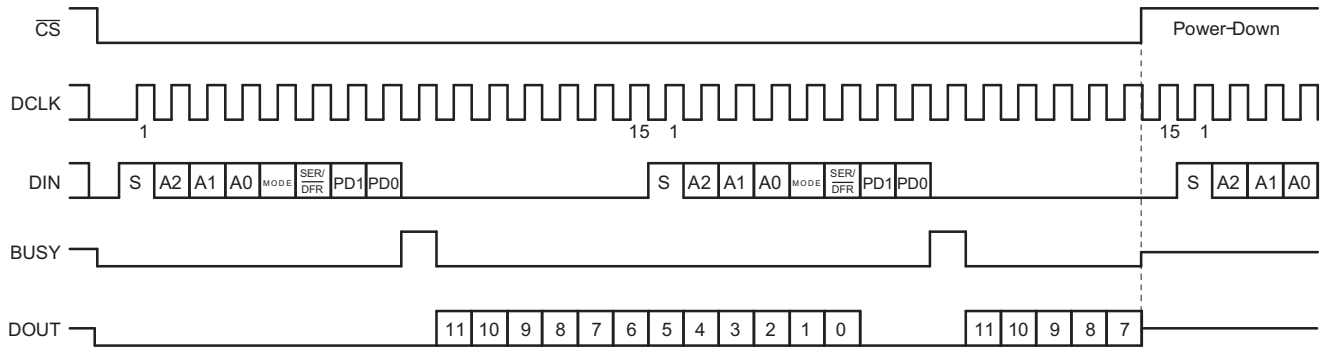 CS Power-Down
DCLK
1 15 1 15 1
DIN S A2 A1 A0 MODE SER/DFR PD1 PD0 S A2 A1 A0 MODE SER/DFR PD1 PD0 S A2 A1 A0
BUSY
DOUT 11 10 9 8 7 6 5 4 3 2 1 0 11 10 9 8 7